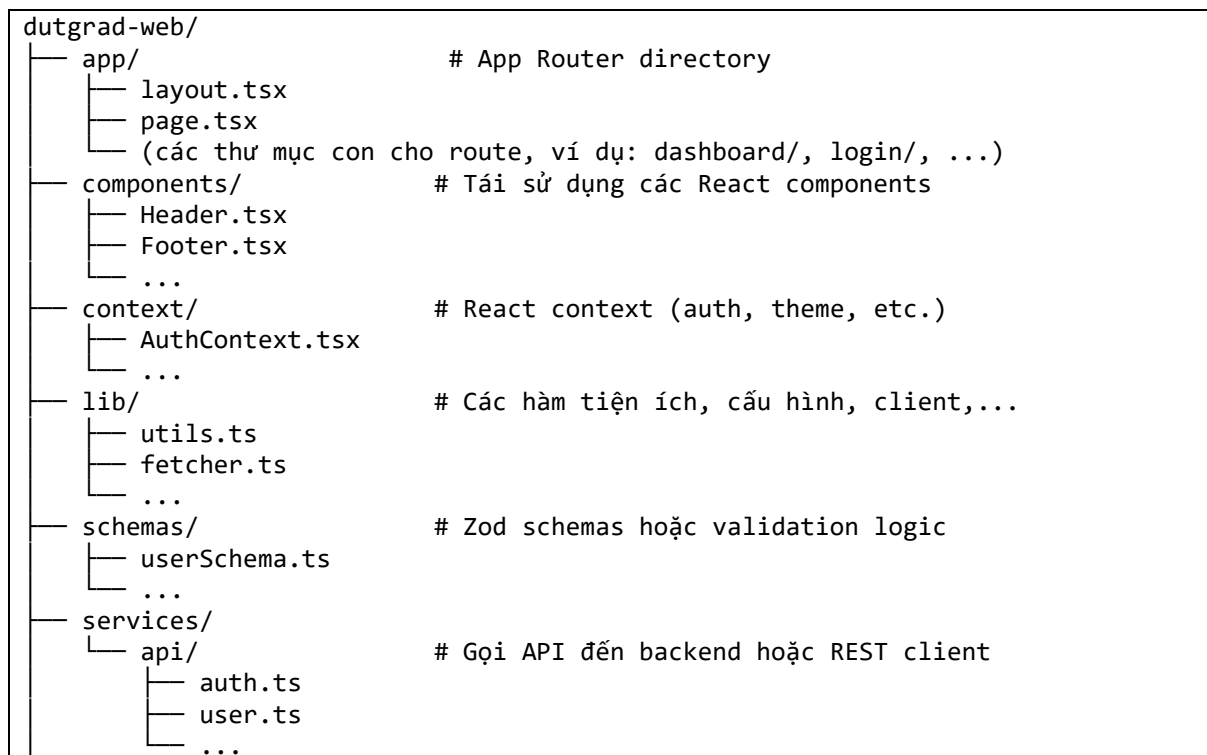 dutgrad-web/
├── app/ # App Router directory
│ ├── layout.tsx
│ ├── page.tsx
│ └── (các thư mục con cho route, ví dụ: dashboard/, login/, ...)
├── components/ # Tái sử dụng các React components
│ ├── Header.tsx
│ ├── Footer.tsx
│ └── ...
├── context/ # React context (auth, theme, etc.)
│ ├── AuthContext.tsx
│ └── ...
├── lib/ # Các hàm tiện ích, cấu hình, client,...
│ ├── utils.ts
│ ├── fetcher.ts
│ └── ...
├── schemas/ # Zod schemas hoặc validation logic
│ ├── userSchema.ts
│ └── ...
├── services/
│ └── api/ # Gọi API đến backend hoặc REST client
│ ├── auth.ts
│ ├── user.ts
│ └── ...